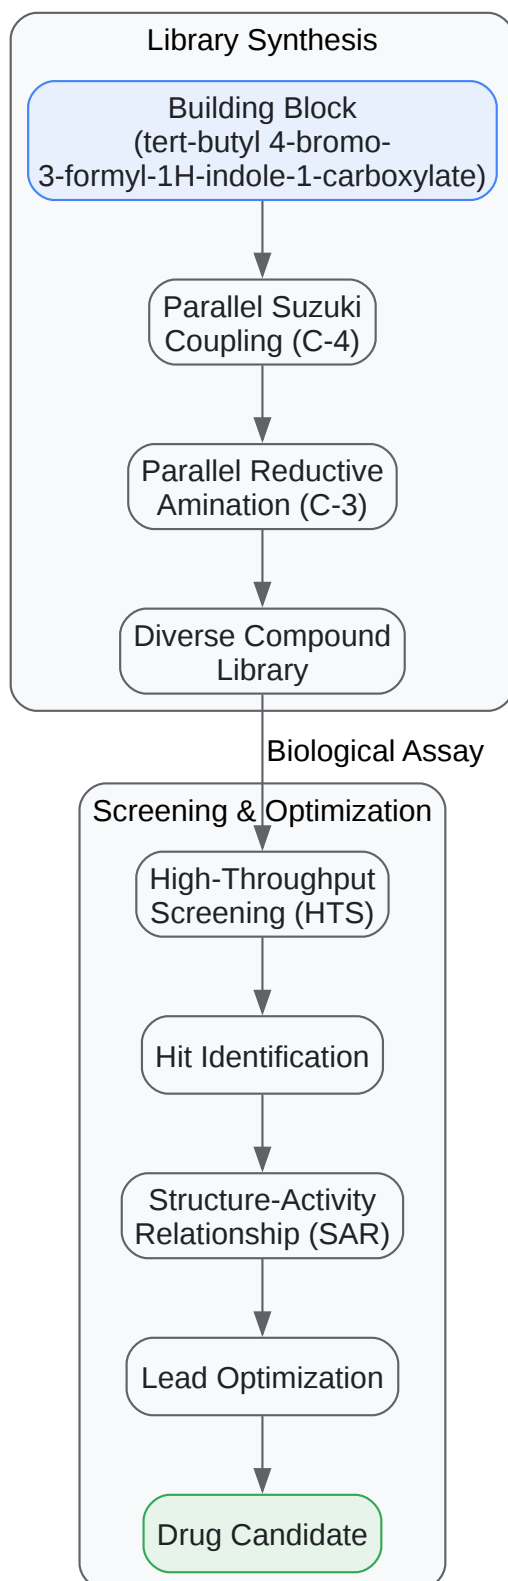 Library Synthesis
Building Block
(tert-butyl 4-bromo-
3-formyl-1H-indole-1-carboxylate)
Parallel Suzuki
Coupling (C-4)
Parallel Reductive
Amination (C-3)
Diverse Compound
Library
Biological Assay
Screening & Optimization
High-Throughput
Screening (HTS)
Hit Identification
Structure-Activity
Relationship (SAR)
Lead Optimization
Drug Candidate